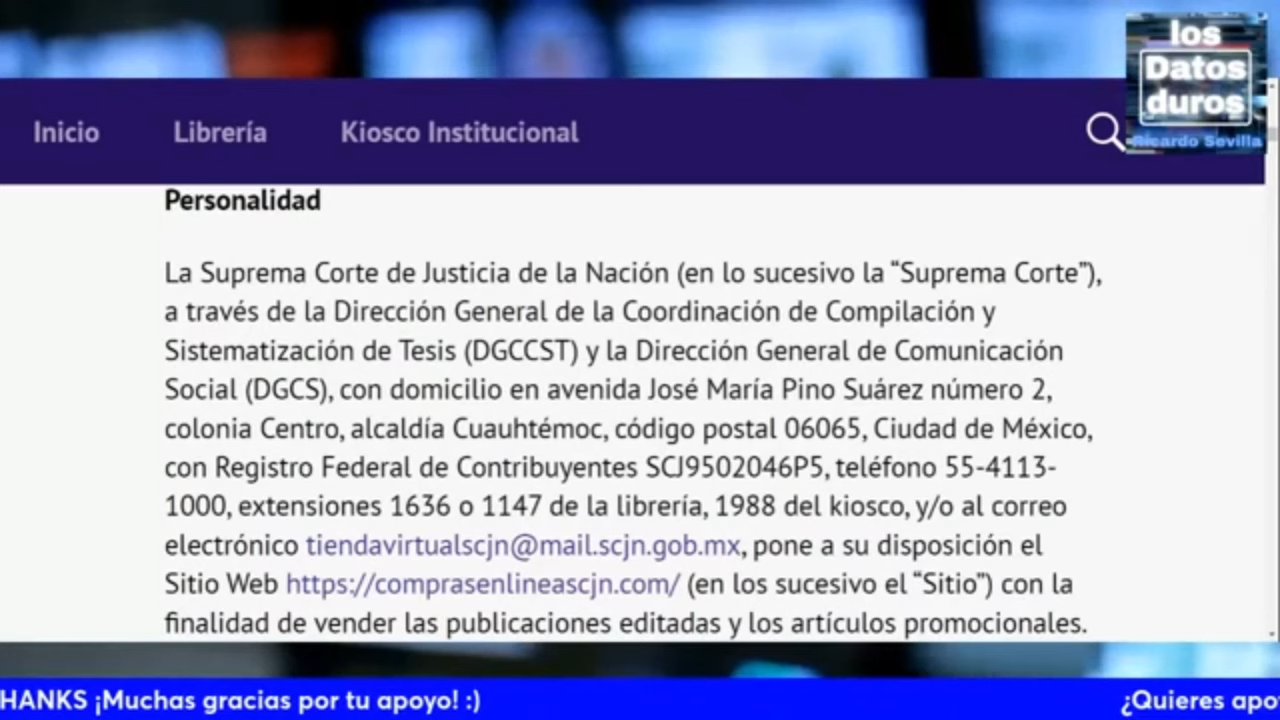 los
Datos
duros
Ricardo Sevilla
Inicio Librería Kiosco Institucional
Personalidad
La Suprema Corte de Justicia de la Nación (en lo sucesivo la “Suprema Corte”),
a través de la Dirección General de la Coordinación de Compilación y
Sistematización de Tesis (DGCCST) y la Dirección General de Comunicación
Social (DGCS), con domicilio en avenida José María Pino Suárez número 2,
colonia Centro, alcaldía Cuauhtémoc, código postal 06065, Ciudad de México,
con Registro Federal de Contribuyentes SCJ9502046P5, teléfono 55-4113-
1000, extensiones 1636 o 1147 de la librería, 1988 del kiosco, y/o al correo
electrónico tiendavirtualscjn@mail.scjn.gob.mx, pone a su disposición el
Sitio Web https://comprasenlineascjn.com/ (en los sucesivo el “Sitio”) con la
finalidad de vender las publicaciones editadas y los artículos promocionales.
HANKS ¡Muchas gracias por tu apoyo! :) ¿Quieres apo